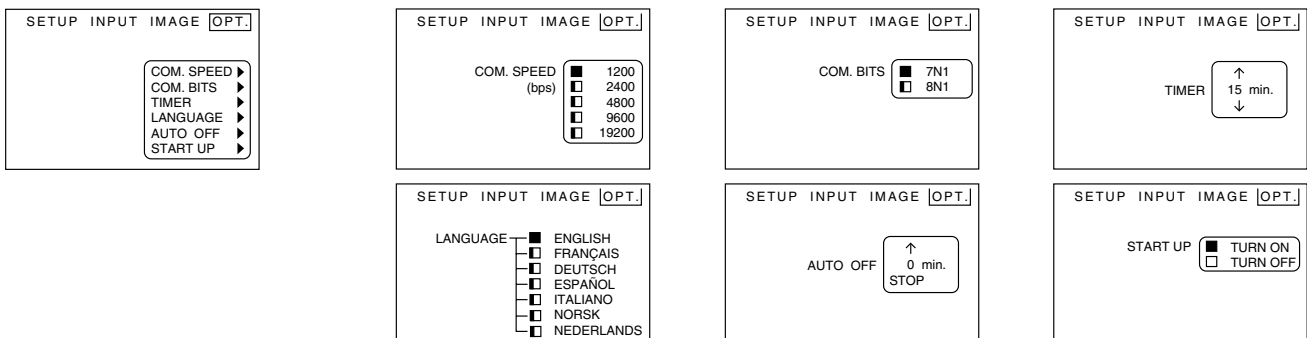 SETUP INPUT IMAGE OPT.
COM. SPEED
COM. BITS
TIMER
LANGUAGE
AUTO OFF
START UP
SETUP INPUT IMAGE OPT.
COM. SPEED 1200
(bps) 2400
4800
9600
19200
SETUP INPUT IMAGE OPT.
COM. BITS 7N1
8N1
SETUP INPUT IMAGE OPT.
↑
TIMER 15 min.
↓
SETUP INPUT IMAGE OPT.
LANGUAGE ENGLISH
FRANÇAIS
DEUTSCH
ESPAÑOL
ITALIANO
NORSK
NEDERLANDS
SETUP INPUT IMAGE OPT.
↑
AUTO OFF 0 min.
STOP
SETUP INPUT IMAGE OPT.
START UP TURN ON
TURN OFF